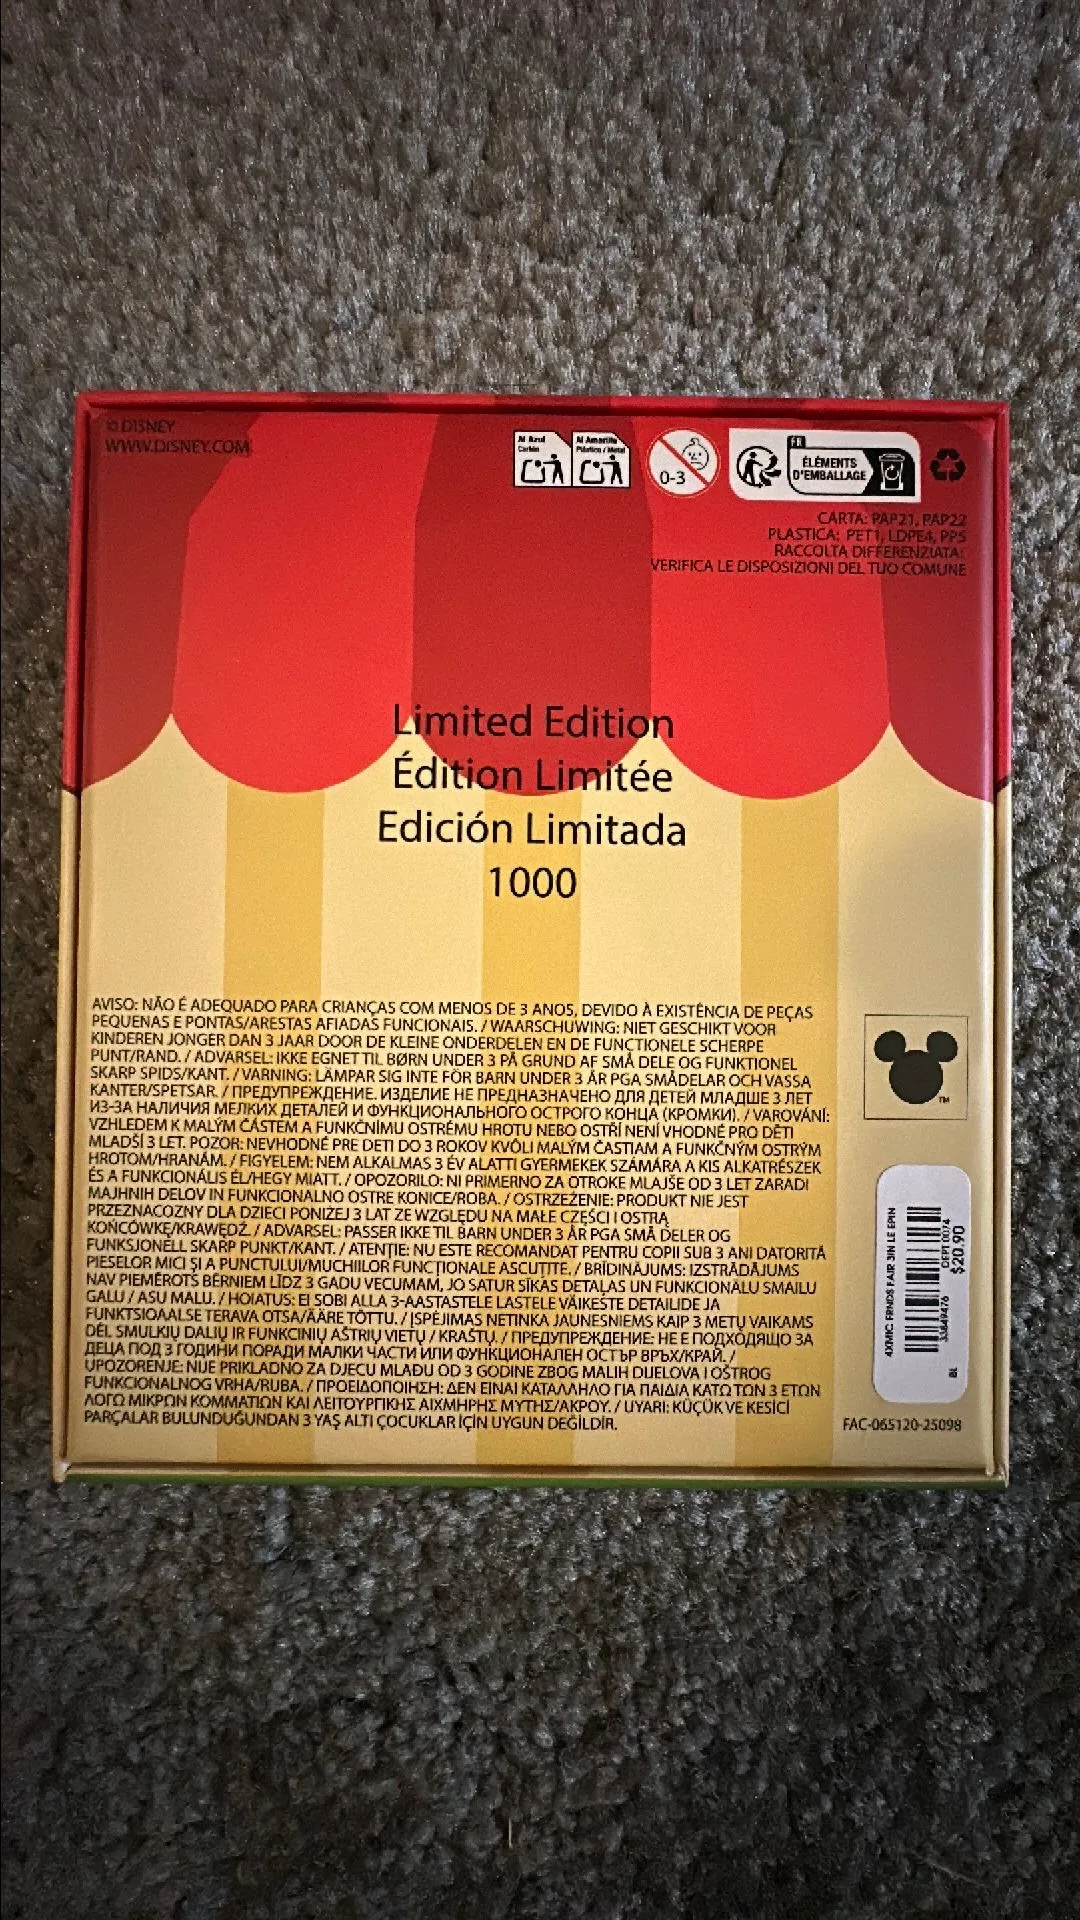 © DISNEY
WWW.DISNEY.COM
Al Azul
Cartón
Al Amarillo
Plástico / Metal
0-3
FR
ÉLÉMENTS
D'EMBALLAGE
CARTA: PAP21, PAP22
PLASTICA: PET1, LDPE4, PP5
RACCOLTA DIFFERENZIATA:
VERIFICA LE DISPOSIZIONI DEL TUO COMUNE
Limited Edition
Édition Limitée
Edición Limitada
1000
AVISO: NÃO É ADEQUADO PARA CRIANÇAS COM MENOS DE 3 ANOS, DEVIDO À EXISTÊNCIA DE PEÇAS
PEQUENAS E PONTAS/ARESTAS AFIADAS FUNCIONAIS. / WAARSCHUWING: NIET GESCHIKT VOOR
KINDEREN JONGER DAN 3 JAAR DOOR DE KLEINE ONDERDELEN EN DE FUNCTIONELE SCHERPE
PUNT/RAND. / ADVARSEL: IKKE EGNET TIL BØRN UNDER 3 PÅ GRUND AF SMÅ DELE OG FUNKTIONEL
SKARP SPIDS/KANT. / VARNING: LÄMPAR SIG INTE FÖR BARN UNDER 3 ÅR PGA SMÅDELAR OCH VASSA
KANTER/SPETSAR. / ПРЕДУПРЕЖДЕНИЕ. ИЗДЕЛИЕ НЕ ПРЕДНАЗНАЧЕНО ДЛЯ ДЕТЕЙ МЛАДШЕ 3 ЛЕТ
ИЗ-ЗА НАЛИЧИЯ МЕЛКИХ ДЕТАЛЕЙ И ФУНКЦИОНАЛЬНОГО ОСТРОГО КОНЦА (КРОМКИ). / VAROVÁNÍ:
VZHLEDEM K MALÝM ČÁSTEM A FUNKČNÍMU OSTRÉMU HROTU NEBO OSTŘÍ NENÍ VHODNÉ PRO DĚTI
MLADŠÍ 3 LET. POZOR: NEVHODNÉ PRE DETI DO 3 ROKOV KVÔLI MALÝM ČASTIAM A FUNKČNÝM OSTRÝM
HROTOM/HRANÁM. / FIGYELEM: NEM ALKALMAS 3 ÉV ALATTI GYERMEKEK SZÁMÁRA A KIS ALKATRÉSZEK
ÉS A FUNKCIONÁLIS ÉL/HEGY MIATT. / OPOZORILO: NI PRIMERNO ZA OTROKE MLAJŠE OD 3 LET ZARADI
MAJHNIH DELOV IN FUNKCIONALNO OSTRE KONICE/ROBA. / OSTRZEŻENIE: PRODUKT NIE JEST
PRZEZNACOZNY DLA DZIECI PONIŻEJ 3 LAT ZE WZGLĘDU NA MAŁE CZĘŚCI I OSTRĄ
KOŃCÓWKĘ/KRAWĘDŹ. / ADVARSEL: PASSER IKKE TIL BARN UNDER 3 ÅR PGA SMÅ DELER OG
FUNKSJONELL SKARP PUNKT/KANT. / ATENȚIE: NU ESTE RECOMANDAT PENTRU COPII SUB 3 ANI DATORITĂ
PIESELOR MICI ȘI A PUNCTULUI/MUCHIILOR FUNCȚIONALE ASCUȚITE. / BRĪDINĀJUMS: IZSTRĀDĀJUMS
NAV PIEMĒROTS BĒRNIEM LĪDZ 3 GADU VECUMAM, JO SATUR SĪKAS DETAĻAS UN FUNKCIONĀLU SMAILU
GALU / ASU MALU. / HOIATUS: EI SOBI ALLA 3-AASTASTELE LASTELE VÄIKESTE DETAILIDE JA
FUNKTSIOAALSE TERAVA OTSA/ÄÄRE TÕTTU. / ĮSPĖJIMAS NETINKA JAUNESNIEMS KAIP 3 METŲ VAIKAMS
DĖL SMULKIŲ DALIŲ IR FUNKCINIŲ AŠTRIŲ VIETŲ / KRAŠTŲ. / ПРЕДУПРЕЖДЕНИЕ: НЕ Е ПОДХОДЯЩО ЗА
ДЕЦА ПОД 3 ГОДИНИ ПОРАДИ МАЛКИ ЧАСТИ ИЛИ ФУНКЦИОНАЛЕН ОСТЪР ВРЪХ/КРАЙ. /
UPOZORENJE: NIJE PRIKLADNO ZA DJECU MLAĐU OD 3 GODINE ZBOG MALIH DIJELOVA I OŠTROG
FUNKCIONALNOG VRHA/RUBA. / ΠΡΟΕΙΔΟΠΟΙΗΣΗ: ΔΕΝ ΕΙΝΑΙ ΚΑΤΑΛΛΗΛΟ ΓΙΑ ΠΑΙΔΙΑ ΚΑΤΩ ΤΩΝ 3 ΕΤΩΝ
ΛΟΓΩ ΜΙΚΡΩΝ ΚΟΜΜΑΤΙΩΝ ΚΑΙ ΛΕΙΤΟΥΡΓΙΚΗΣ ΑΙΧΜΗΡΗΣ ΜΥΤΗΣ/ΑΚΡΟΥ. / UYARI: KÜÇÜK VE KESİCİ
PARÇALAR BULUNDUĞUNDAN 3 YAŞ ALTI ÇOCUKLAR İÇİN UYGUN DEĞİLDİR.
TM
4XMIC FRNDS FAIR 3IN LE EPIN
33849476
DEPT 0074
$20.90
BL
FAC-065120-25098